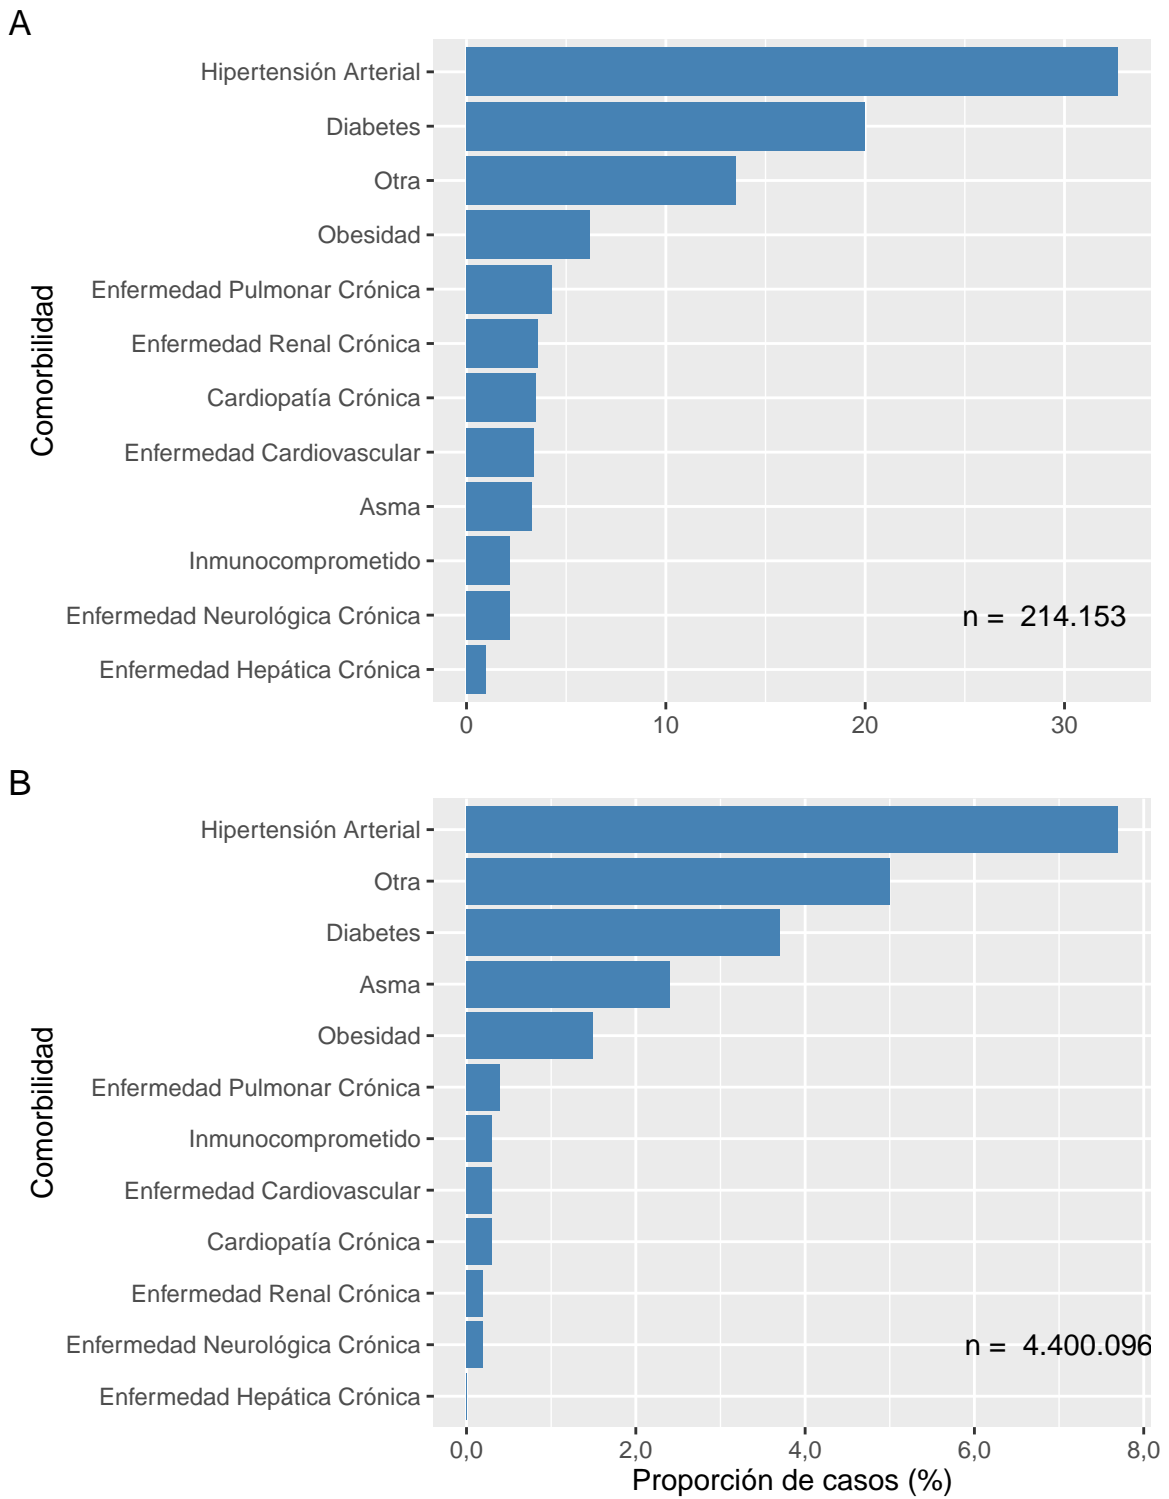 A
Hipertensión Arterial
Diabetes
Otra
Obesidad
Enfermedad Pulmonar Crónica
Enfermedad Renal Crónica
Cardiopatía Crónica
Enfermedad Cardiovascular
Asma
Inmunocomprometido
Enfermedad Neurológica Crónica
Enfermedad Hepática Crónica
Comorbilidad
n = 214.153
0 10 20 30
B
Hipertensión Arterial
Otra
Diabetes
Asma
Obesidad
Enfermedad Pulmonar Crónica
Inmunocomprometido
Enfermedad Cardiovascular
Cardiopatía Crónica
Enfermedad Renal Crónica
Enfermedad Neurológica Crónica
Enfermedad Hepática Crónica
Comorbilidad
n = 4.400.096
0,0 2,0 4,0 6,0 8,0
Proporción de casos (%)